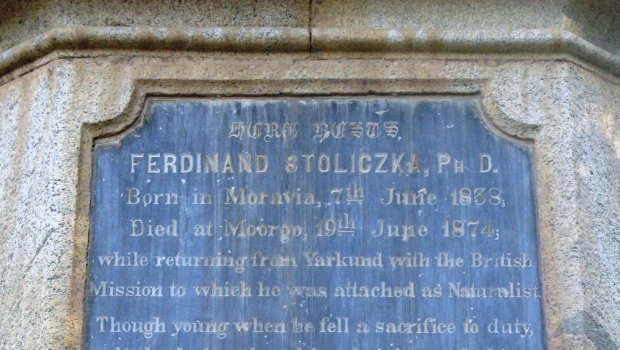 HERE RESTS
FERDINAND STOLICZKA, PH D.
Born in Moravia, 7th June 1838;
Died at Moorgo, 19th June 1874;
while returning from Yarkund with the British
Mission to which he was attached as Naturalist.
Though young when he fell a sacrifice to duty,